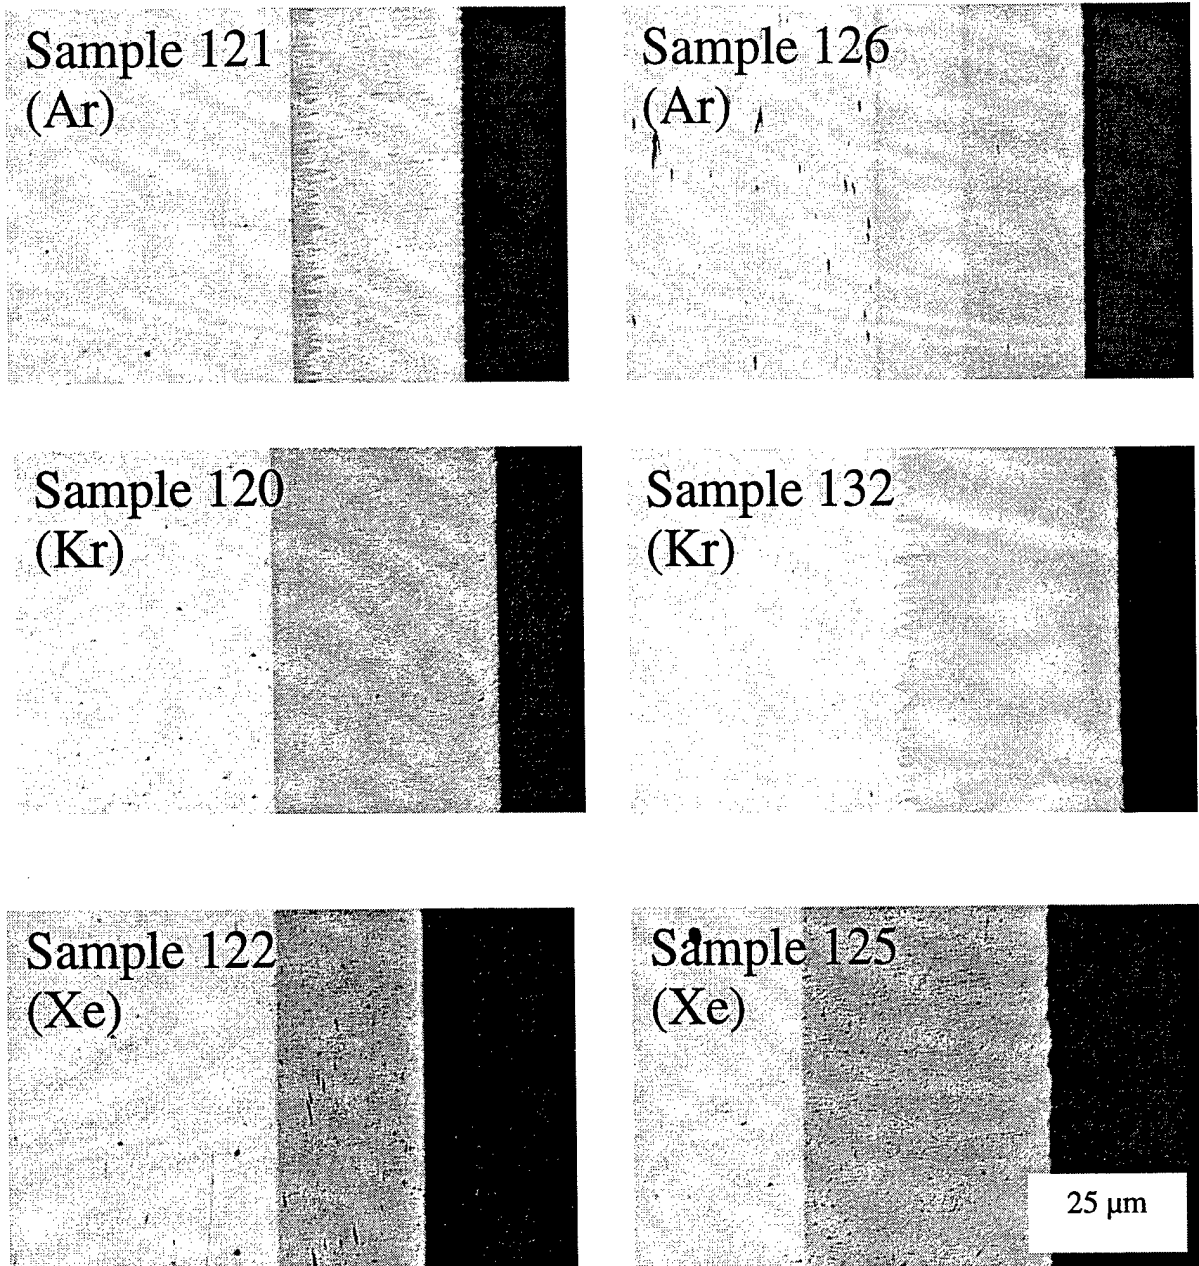 Sample 121
(Ar)
Sample 126
(Ar)
Sample 120
(Kr)
Sample 132
(Kr)
Sample 122
(Xe)
Sample 125
(Xe)
25 μm